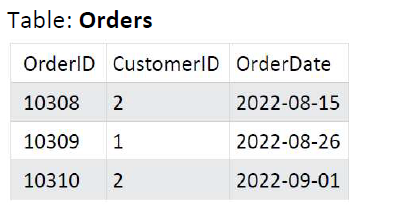 Table: Orders
OrderID CustomerID OrderDate
10308 2 2022-08-15
10309 1 2022-08-26
10310 2 2022-09-01